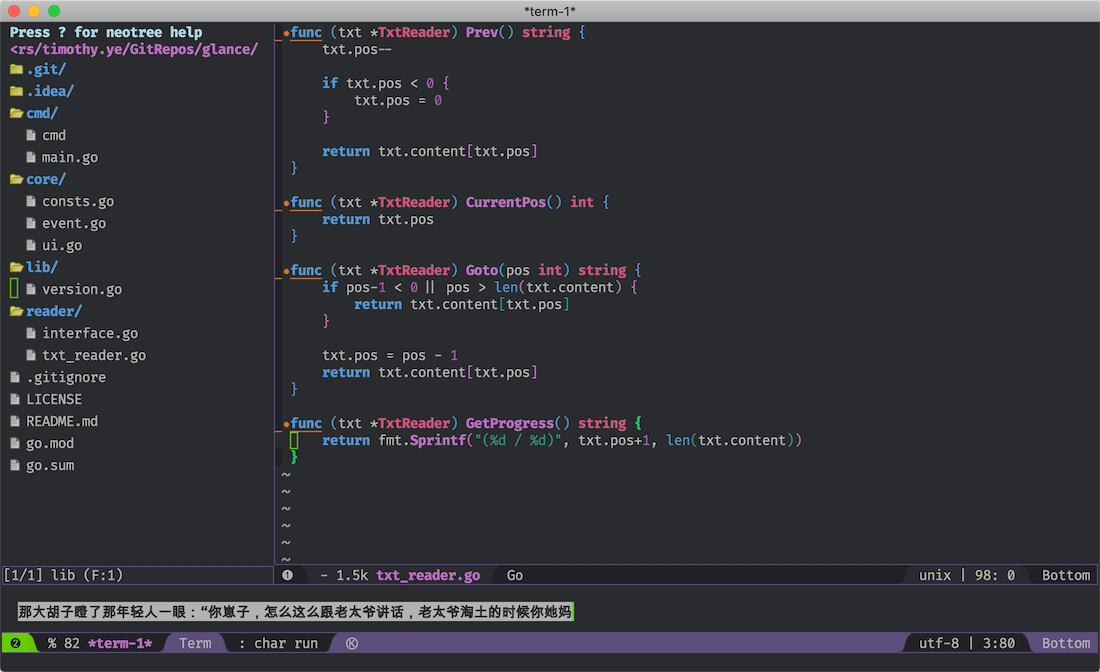 *term-1*
Press ? for neotree help
<rs/timothy.ye/GitRepos/glance/
.git/
.idea/
cmd/
cmd
main.go
core/
consts.go
event.go
ui.go
lib/
version.go
reader/
interface.go
txt_reader.go
.gitignore
LICENSE
README.md
go.mod
go.sum
[1/1] lib (F:1)
func (txt *TxtReader) Prev() string {
txt.pos--
if txt.pos < 0 {
txt.pos = 0
}
return txt.content[txt.pos]
}
func (txt *TxtReader) CurrentPos() int {
return txt.pos
}
func (txt *TxtReader) Goto(pos int) string {
if pos-1 < 0 || pos > len(txt.content) {
return txt.content[txt.pos]
}
txt.pos = pos - 1
return txt.content[txt.pos]
}
func (txt *TxtReader) GetProgress() string {
return fmt.Sprintf("(%d / %d)", txt.pos+1, len(txt.content))
}
~
~
~
~
~
~
❶ - 1.5k txt_reader.go Go unix | 98: 0 Bottom
那大胡子瞪了那年轻人一眼：“你崽子，怎么这么跟老太爷讲话，老太爷淘土的时候你她妈
❷ % 82 *term-1* Term : char run Ⓚ utf-8 | 3:80 Bottom